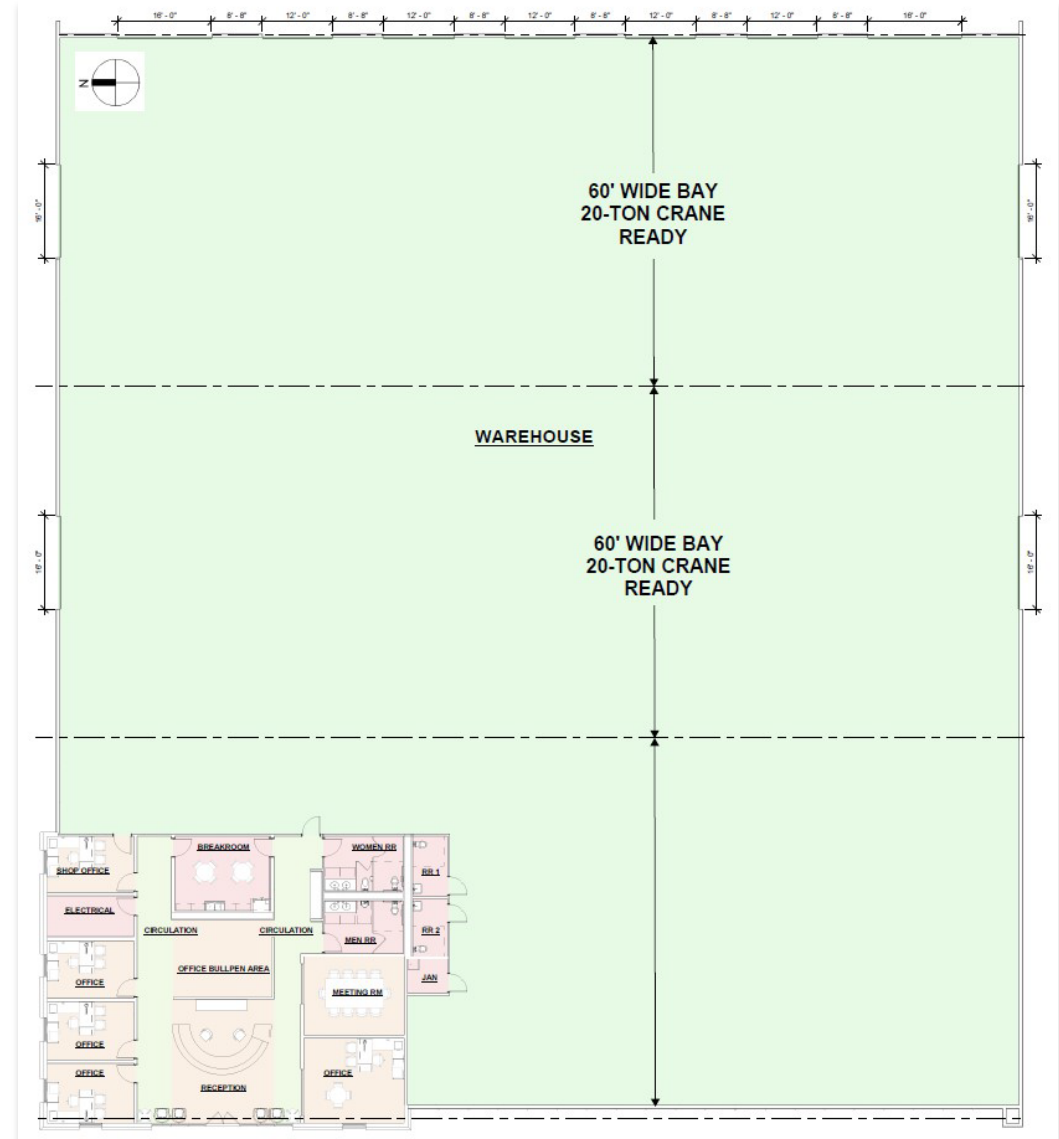 16' - 0" 8' - 8" 12' - 0" 8' - 8" 12' - 0" 8' - 8" 12' - 0" 8' - 8" 12' - 0" 8' - 8" 12' - 0" 8' - 8" 16' - 0"
N
60' WIDE BAY
20-TON CRANE
READY
16' - 0"
16' - 0"
WAREHOUSE
60' WIDE BAY
20-TON CRANE
READY
16' - 0"
16' - 0"
BREAKROOM
WOMEN RR
SHOP OFFICE
RR 1
ELECTRICAL
CIRCULATION
CIRCULATION
RR 2
MEN RR
OFFICE BULLPEN AREA
JAN
OFFICE
MEETING RM
OFFICE
OFFICE
OFFICE
RECEPTION